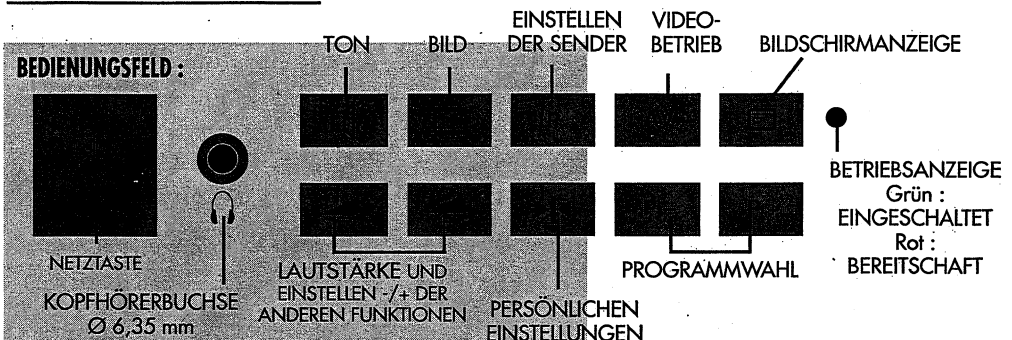 EINSTELLEN
DER SENDER
VIDEO-
BETRIEB
TON
BILD
BILDSCHIRMANZEIGE
BEDIENUNGSFELD :
BETRIEBSANZEIGE
Grün :
EINGESCHALTET
Rot :
BEREITSCHAFT
NETZTASTE
KOPFHÖRERBUCHSE
Ø 6,35 mm
LAUTSTÄRKE UND
EINSTELLEN -/+ DER
ANDEREN FUNKTIONEN
PERSÖNLICHEN
EINSTELLUNGEN
PROGRAMMWAHL